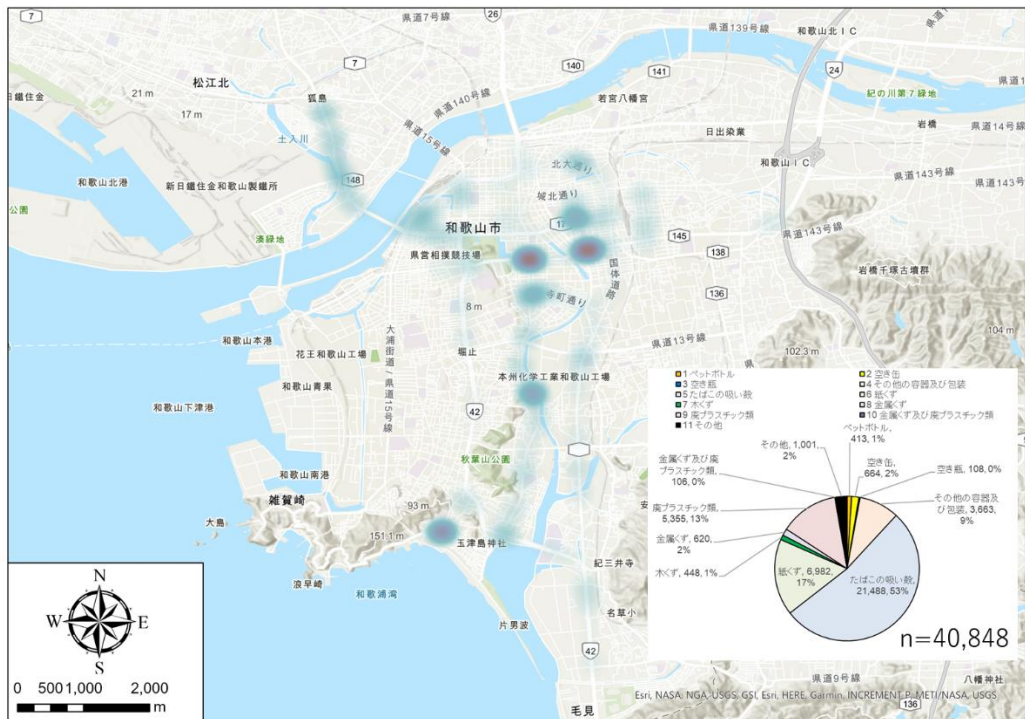 県道7号線
7
26
県道139号線
和歌山北IC
7
140
141
24
松江北
21 m
狐島
若宮八幡宮
紀の川第7緑地
日鐵住金
17 m
県道140号線
県道15号線
日出染業
岩橋
土入川
県道14号線
北大通り
和歌山IC
和歌山北港
新日鐵住金和歌山製鐵所
148
城北通り
県道143号線
公園
和歌山市
17
145
県道143号線
湊緑地
県営相撲競技場
138
国体道路
岩橋千塚古墳群
136
8 m
寺町通り
大浦街道/県道15号線
104 m
和歌山本港
県道13号線
花王和歌山工場
堀止
102.3 m
本州化学工業和歌山工場
和歌山青果
和歌山下津港
42
秋葉山公園
和歌山南港
93 m
雑賀崎
大島
151.1 m
玉津島神社
紀三井寺
浪早崎
和歌浦湾
名草小
片男波
42
毛見
県道9号線
八幡神社
136
1 ペットボトル
2 空き缶
3 空き瓶
4 その他の容器及び包装
5 たばこの吸い殻
6 紙くず
7 木くず
8 金属くず
9 廃プラスチック類
10 金属くず及び廃プラスチック類
11 その他
ペットボトル,
413, 1%
その他, 1,001,
2%
空き缶,
664, 2%
空き瓶, 108, 0%
金属くず及び廃
プラスチック類,
106, 0%
その他の容器及
び包装, 3,663,
9%
廃プラスチック類,
5,355, 13%
金属くず, 620,
2%
木くず, 448, 1%
紙くず, 6,982,
17%
たばこの吸い殻,
21,488, 53%
n=40,848
N
W
E
S
0 500 1,000 2,000
m
Esri, NASA, NGA, USGS, GSI, Esri, HERE, Garmin, INCREMENT P, METI/NASA, USGS